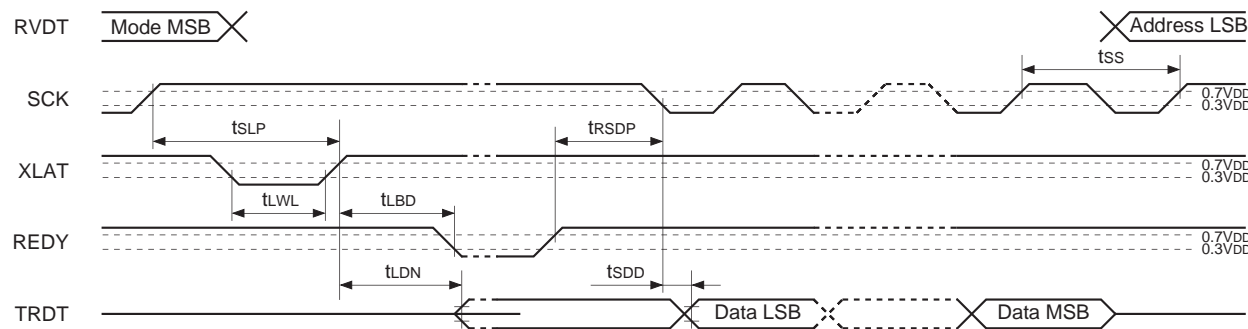 RVDT Mode MSB Address LSB
tSS
SCK 0.7VDD
0.3VDD
tSLP tRSDP
XLAT 0.7VDD
0.3VDD
tLWL tLBD
REDY 0.7VDD
0.3VDD
tLDN tSDD
TRDT Data LSB Data MSB